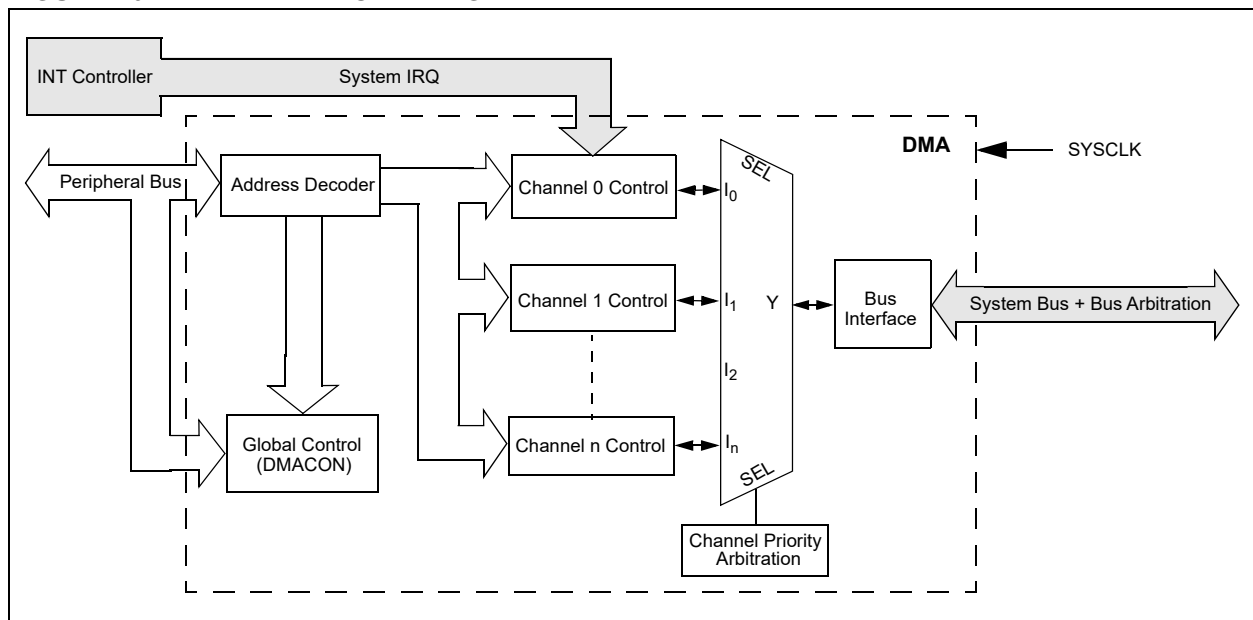 INT Controller
System IRQ
DMA
SYSCLK
Peripheral Bus
Address Decoder
Channel 0 Control
I0
SEL
Channel 1 Control
I1
Y
Bus
Interface
System Bus + Bus Arbitration
I2
Global Control
(DMACON)
Channel n Control
In
SEL
Channel Priority
Arbitration